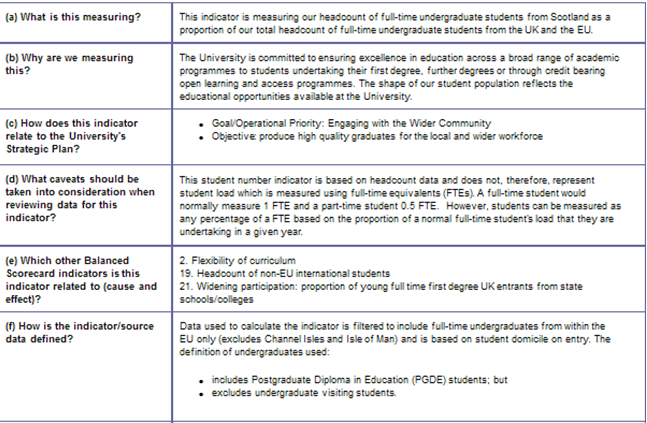 (a) What is this measuring?
This indicator is measuring our headcount of full-time undergraduate students from Scotland as a
proportion of our total headcount of full-time undergraduate students from the UK and the EU.
(b) Why are we measuring
this?
The University is committed to ensuring excellence in education across a broad range of academic
programmes to students undertaking their first degree, further degrees or through credit bearing
open learning and access programmes. The shape of our student population reflects the
educational opportunities available at the University.
(c) How does this indicator
relate to the University's
Strategic Plan?
• Goal/Operational Priority: Engaging with the Wider Community
• Objective: produce high quality graduates for the local and wider workforce
(d) What caveats should be
taken into consideration when
reviewing data for this
indicator?
This student number indicator is based on headcount data and does not, therefore, represent
student load which is measured using full-time equivalents (FTEs). A full-time student would
normally measure 1 FTE and a part-time student 0.5 FTE. However, students can be measured as
any percentage of a FTE based on the proportion of a normal full-time student's load that they are
undertaking in a given year.
(e) Which other Balanced
Scorecard indicators is this
indicator related to (cause and
effect)?
2. Flexibility of curriculum
19. Headcount of non-EU international students
21. Widening participation: proportion of young full time first degree UK entrants from state
schools/colleges
(f) How is the indicator/source
data defined?
Data used to calculate the indicator is filtered to include full-time undergraduates from within the
EU only (excludes Channel Isles and Isle of Man) and is based on student domicile on entry. The
definition of undergraduates used:
• includes Postgraduate Diploma in Education (PGDE) students; but
• excludes undergraduate visiting students.